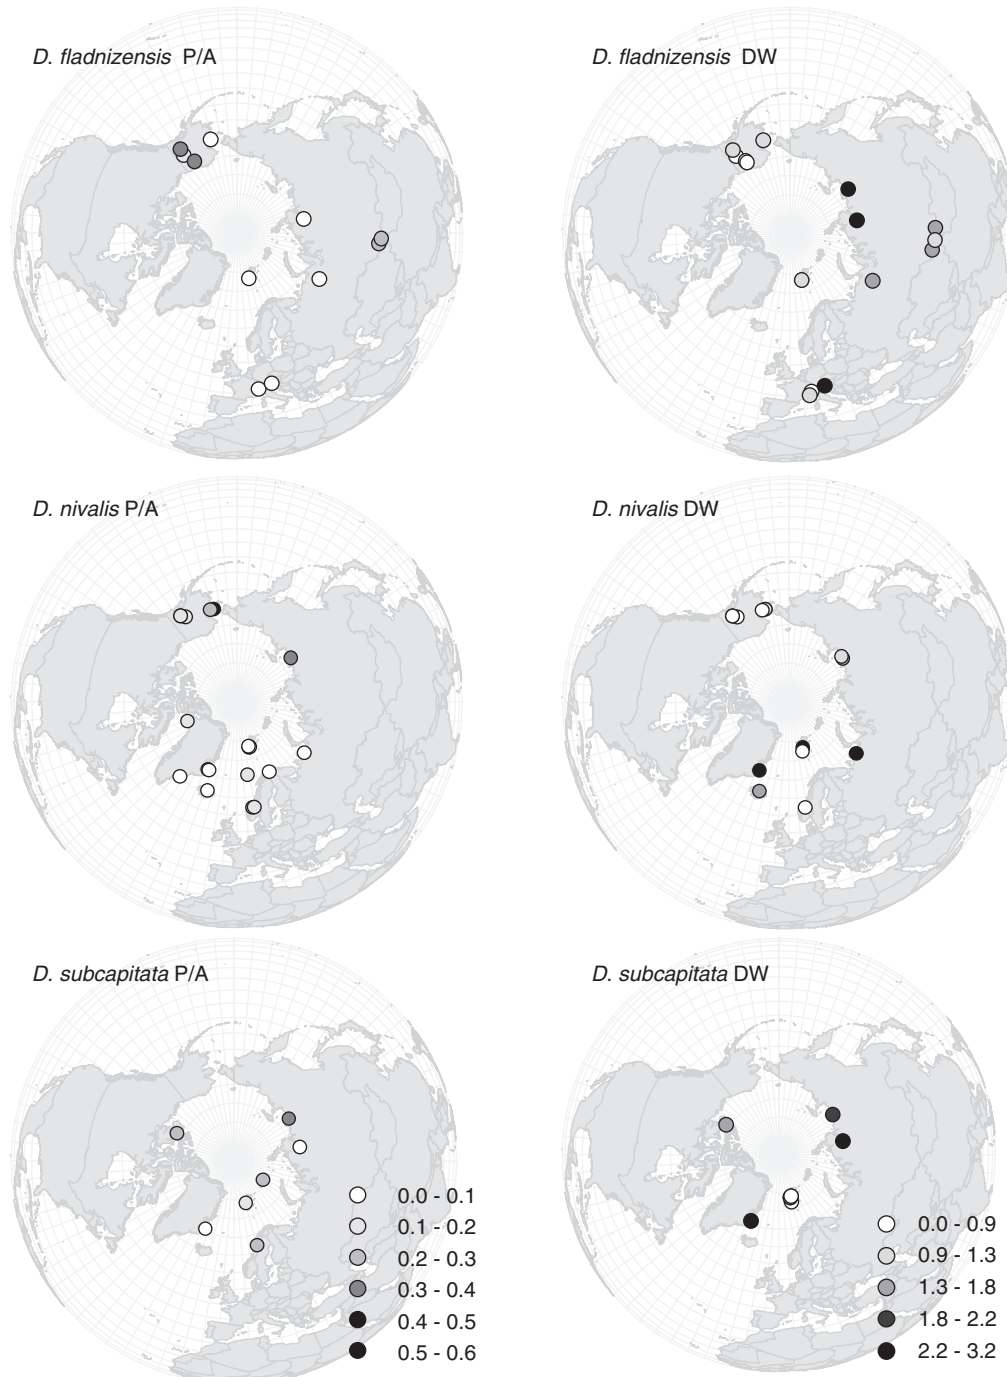 D. fladnizensis P/A
D. fladnizensis DW
D. nivalis P/A
D. nivalis DW
D. subcapitata P/A
D. subcapitata DW
0.0 - 0.1
0.1 - 0.2
0.2 - 0.3
0.3 - 0.4
0.4 - 0.5
0.5 - 0.6
0.0 - 0.9
0.9 - 1.3
1.3 - 1.8
1.8 - 2.2
2.2 - 3.2